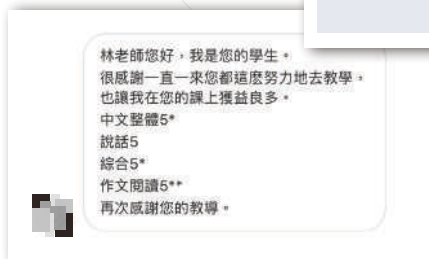 林老師您好，我是您的學生。
很感謝一直一來您都這麽努力地去教學，
也讓我在您的課上獲益良多。
中文整體5*
說話5
綜合5*
作文閱讀5**
再次感謝您的教導。